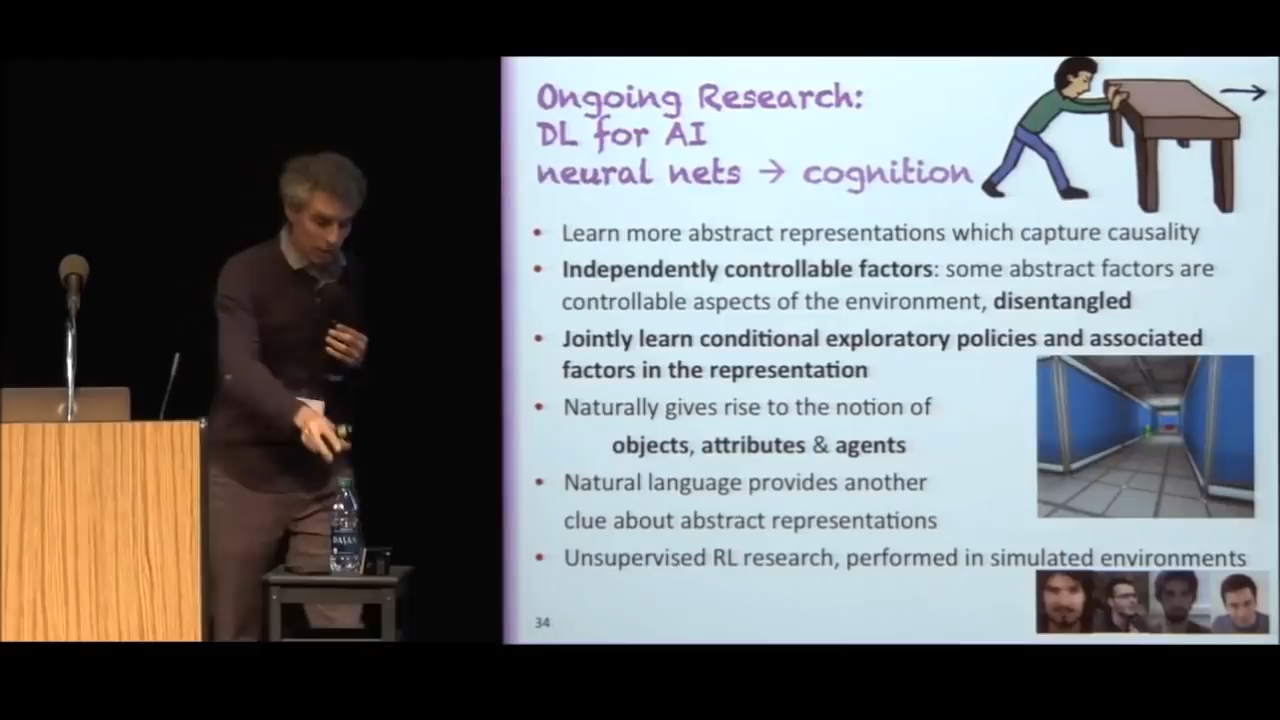 Ongoing Research:
DL for AI
neural nets → cognition
• Learn more abstract representations which capture causality
• Independently controllable factors: some abstract factors are
controllable aspects of the environment, disentangled
• Jointly learn conditional exploratory policies and associated
factors in the representation
• Naturally gives rise to the notion of
objects, attributes & agents
• Natural language provides another
clue about abstract representations
• Unsupervised RL research, performed in simulated environments
34